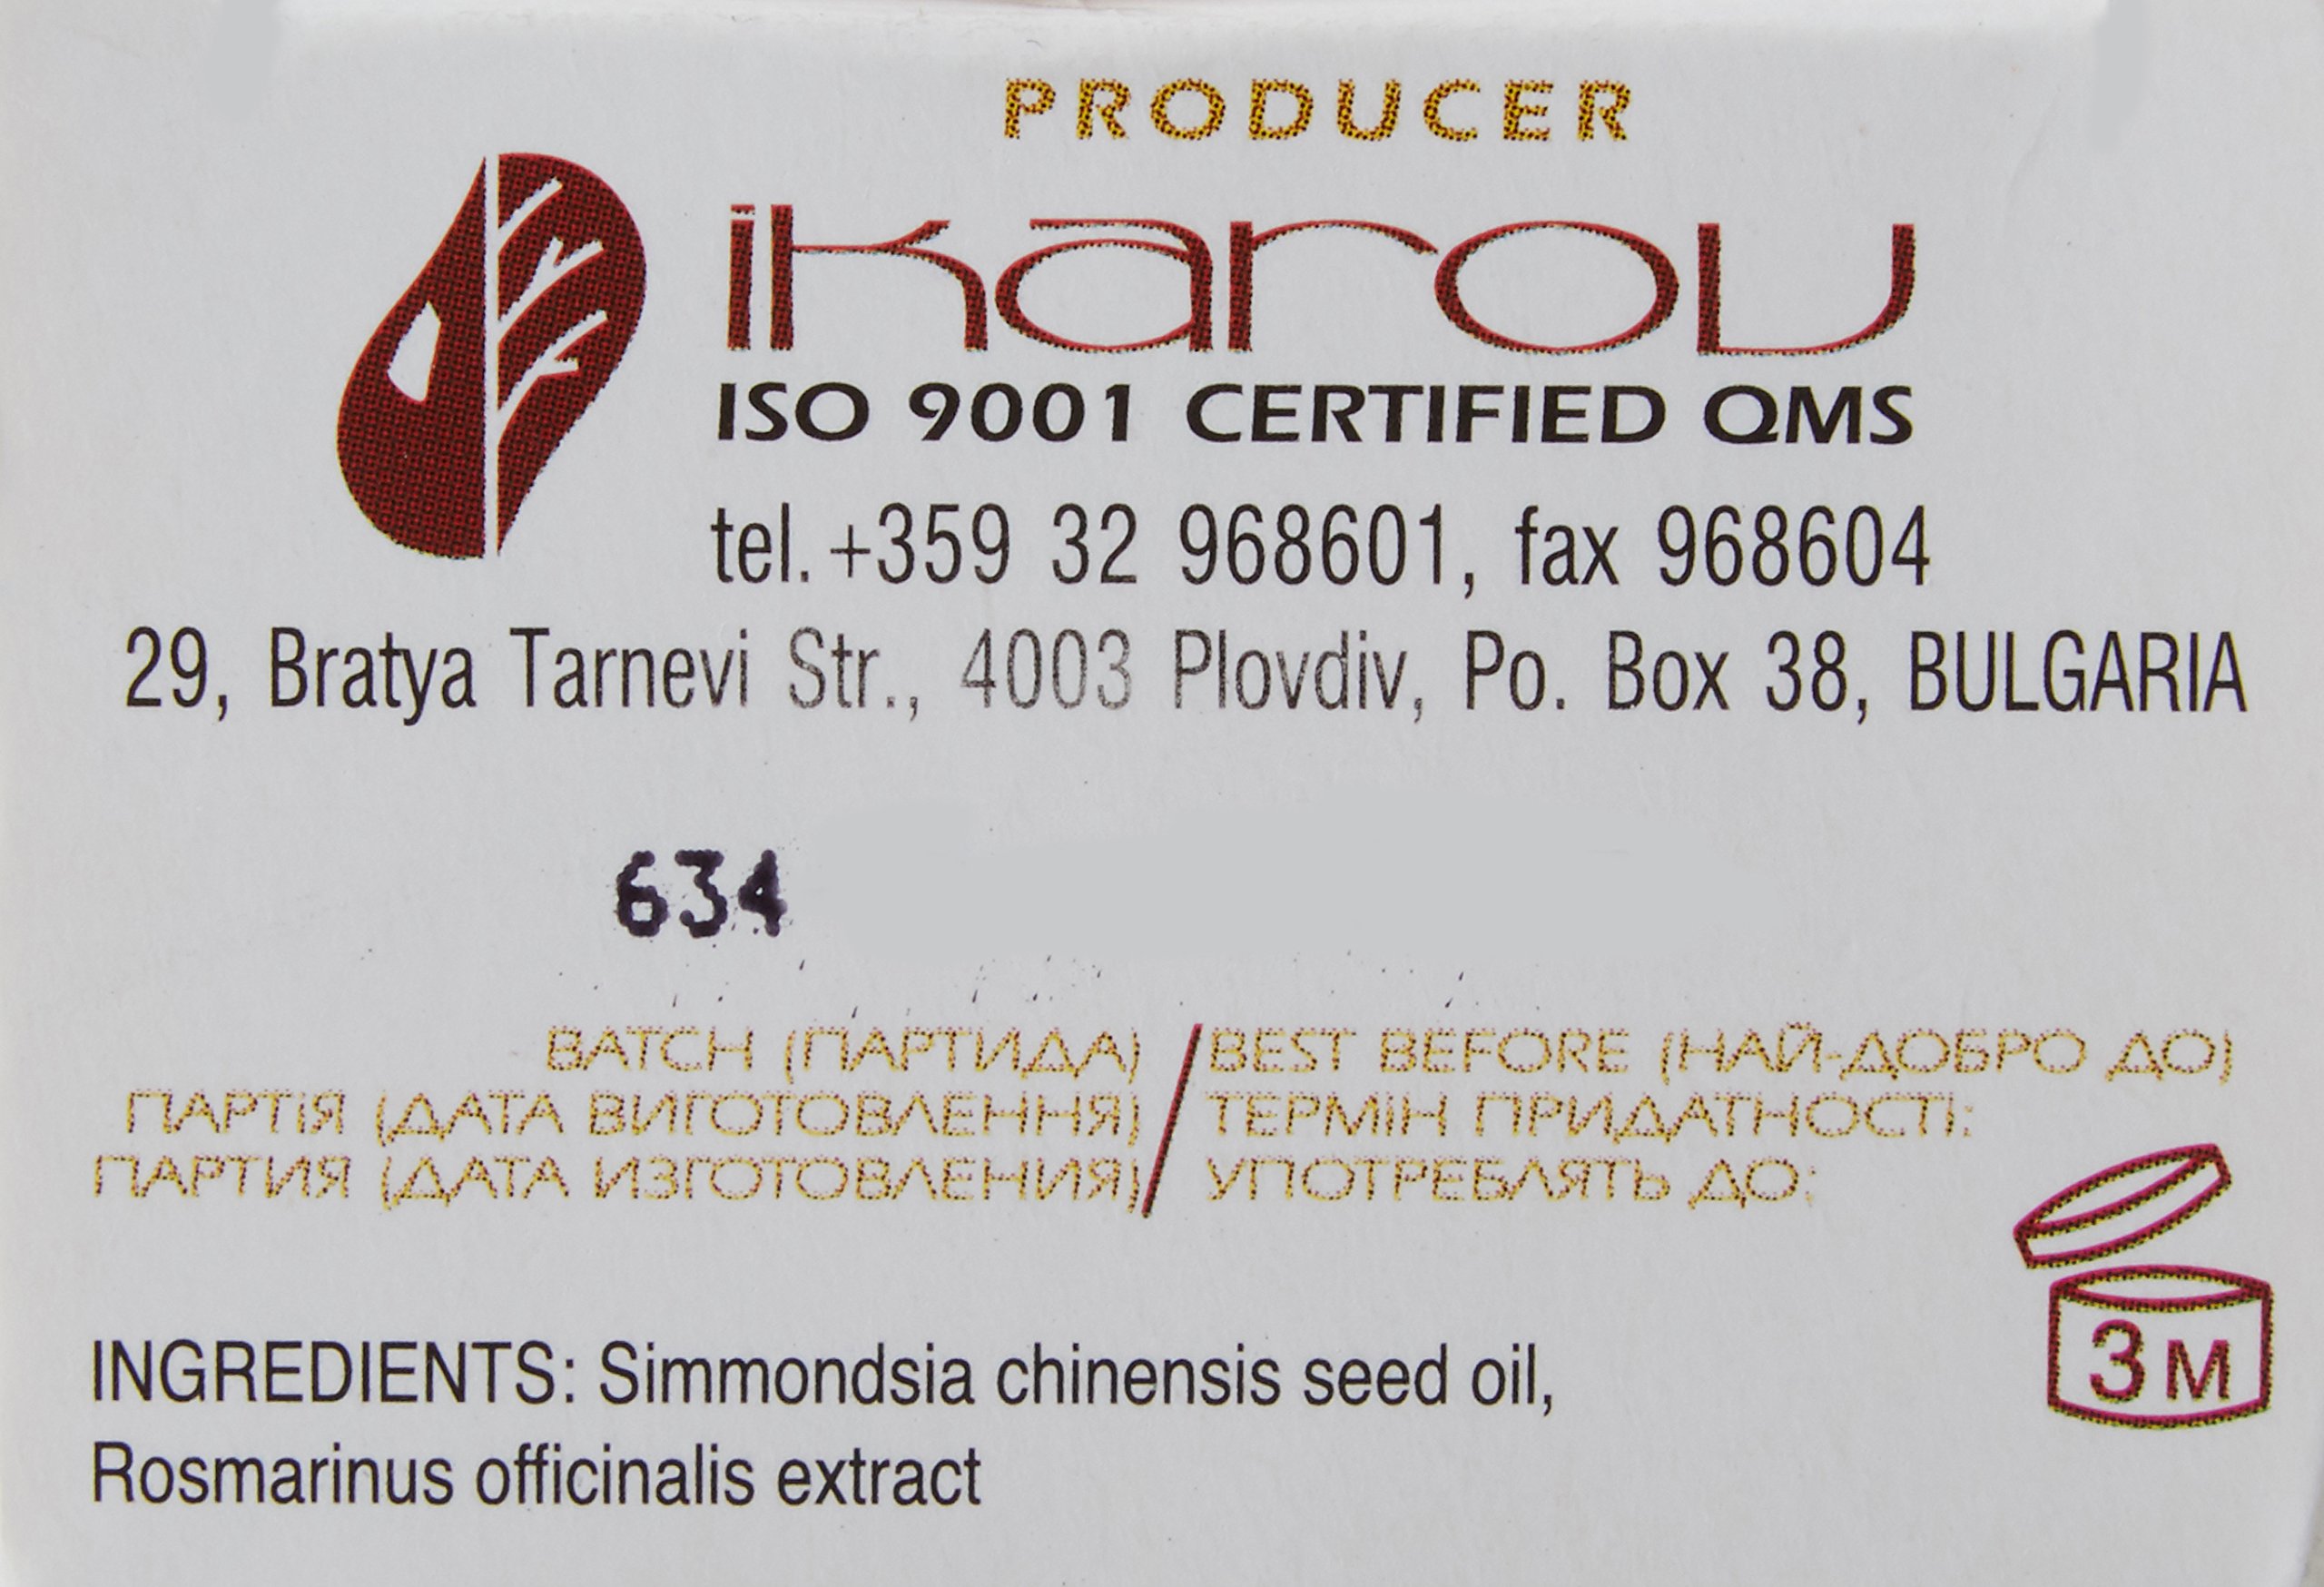 PRODUCER
ikarov
ISO 9001 CERTIFIED QMS
tel. +359 32 968601, fax 968604
29, Bratya Tarnevi Str., 4003 Plovdiv, Po. Box 38, BULGARIA
634
BATCH (ПАРТИДА) / BEST BEFORE (НАЙ-ДОБРО ДО)
ПАРТІЯ (ДАТА ВИГОТОВЛЕННЯ) / ТЕРМІН ПРИДАТНОСТІ:
ПАРТИЯ (ДАТА ИЗГОТОВЛЕНИЯ) / УПОТРЕБЛЯТЬ ДО:
3 M
INGREDIENTS: Simmondsia chinensis seed oil,
Rosmarinus officinalis extract